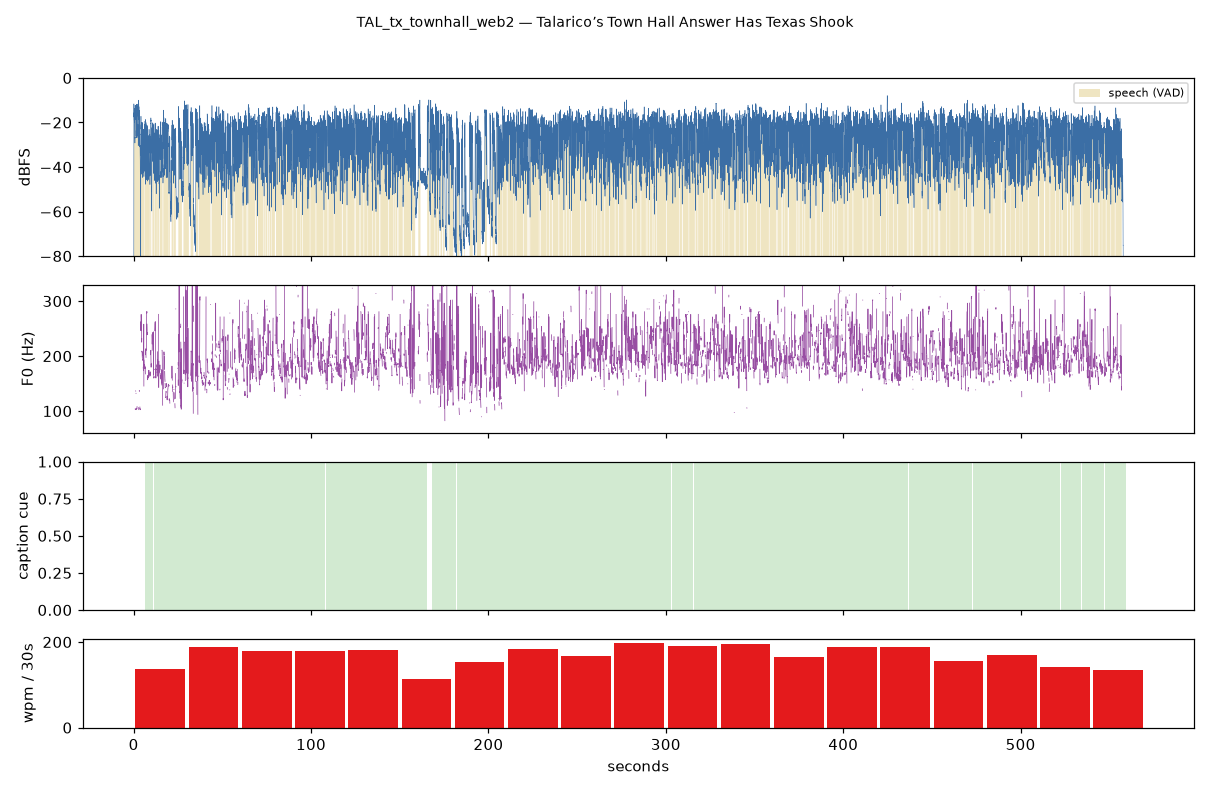 TAL_tx_townhall_web2 — Talarico’s Town Hall Answer Has Texas Shook
0
−20
−40
−60
−80
dBFS
speech (VAD)
300
200
100
F0 (Hz)
1.00
0.75
0.50
0.25
0.00
caption cue
200
0
wpm / 30s
0 100 200 300 400 500
seconds